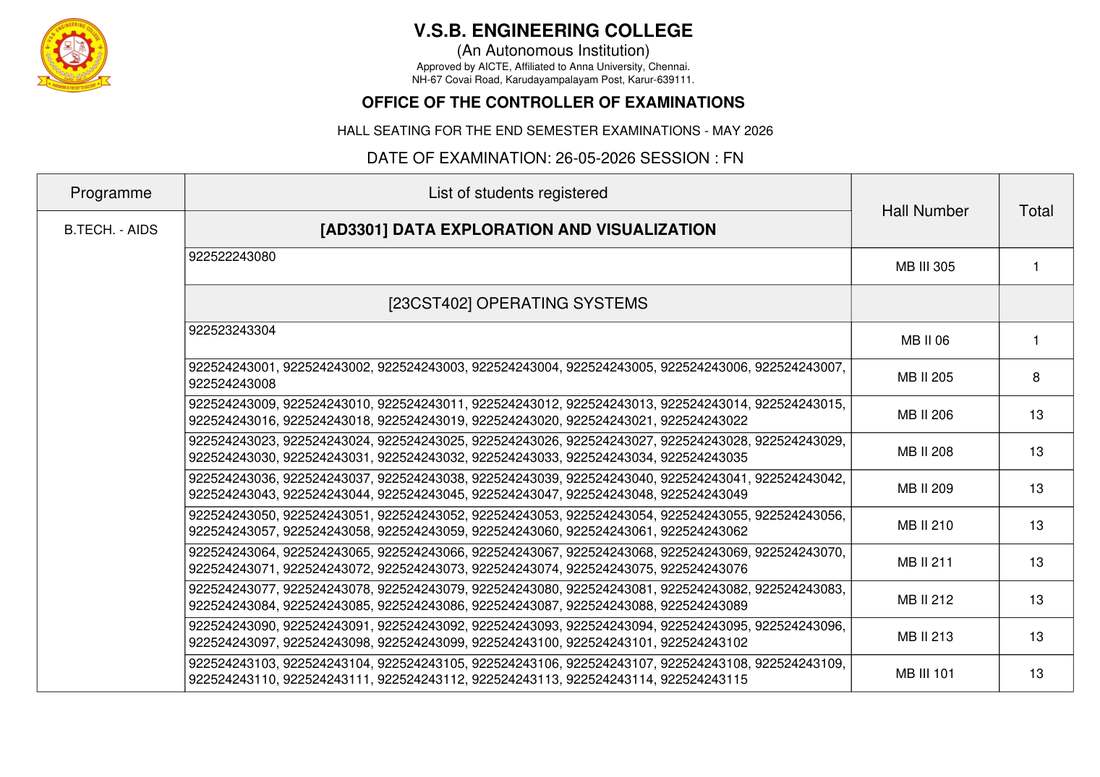 V.S.B. ENGINEERING COLLEGE
(An Autonomous Institution)
Approved by AICTE, Affiliated to Anna University, Chennai.
NH-67 Covai Road, Karudayampalayam Post, Karur-639111.
OFFICE OF THE CONTROLLER OF EXAMINATIONS
HALL SEATING FOR THE END SEMESTER EXAMINATIONS - MAY 2026
DATE OF EXAMINATION: 26-05-2026 SESSION : FN
Programme List of students registered Hall Number Total
B.TECH. - AIDS [AD3301] DATA EXPLORATION AND VISUALIZATION
922522243080 MB III 305 1
[23CST402] OPERATING SYSTEMS
922523243304 MB II 06 1
922524243001, 922524243002, 922524243003, 922524243004, 922524243005, 922524243006, 922524243007,
922524243008 MB II 205 8
922524243009, 922524243010, 922524243011, 922524243012, 922524243013, 922524243014, 922524243015,
922524243016, 922524243018, 922524243019, 922524243020, 922524243021, 922524243022 MB II 206 13
922524243023, 922524243024, 922524243025, 922524243026, 922524243027, 922524243028, 922524243029,
922524243030, 922524243031, 922524243032, 922524243033, 922524243034, 922524243035 MB II 208 13
922524243036, 922524243037, 922524243038, 922524243039, 922524243040, 922524243041, 922524243042,
922524243043, 922524243044, 922524243045, 922524243047, 922524243048, 922524243049 MB II 209 13
922524243050, 922524243051, 922524243052, 922524243053, 922524243054, 922524243055, 922524243056,
922524243057, 922524243058, 922524243059, 922524243060, 922524243061, 922524243062 MB II 210 13
922524243064, 922524243065, 922524243066, 922524243067, 922524243068, 922524243069, 922524243070,
922524243071, 922524243072, 922524243073, 922524243074, 922524243075, 922524243076 MB II 211 13
922524243077, 922524243078, 922524243079, 922524243080, 922524243081, 922524243082, 922524243083,
922524243084, 922524243085, 922524243086, 922524243087, 922524243088, 922524243089 MB II 212 13
922524243090, 922524243091, 922524243092, 922524243093, 922524243094, 922524243095, 922524243096,
922524243097, 922524243098, 922524243099, 922524243100, 922524243101, 922524243102 MB II 213 13
922524243103, 922524243104, 922524243105, 922524243106, 922524243107, 922524243108, 922524243109,
922524243110, 922524243111, 922524243112, 922524243113, 922524243114, 922524243115 MB III 101 13